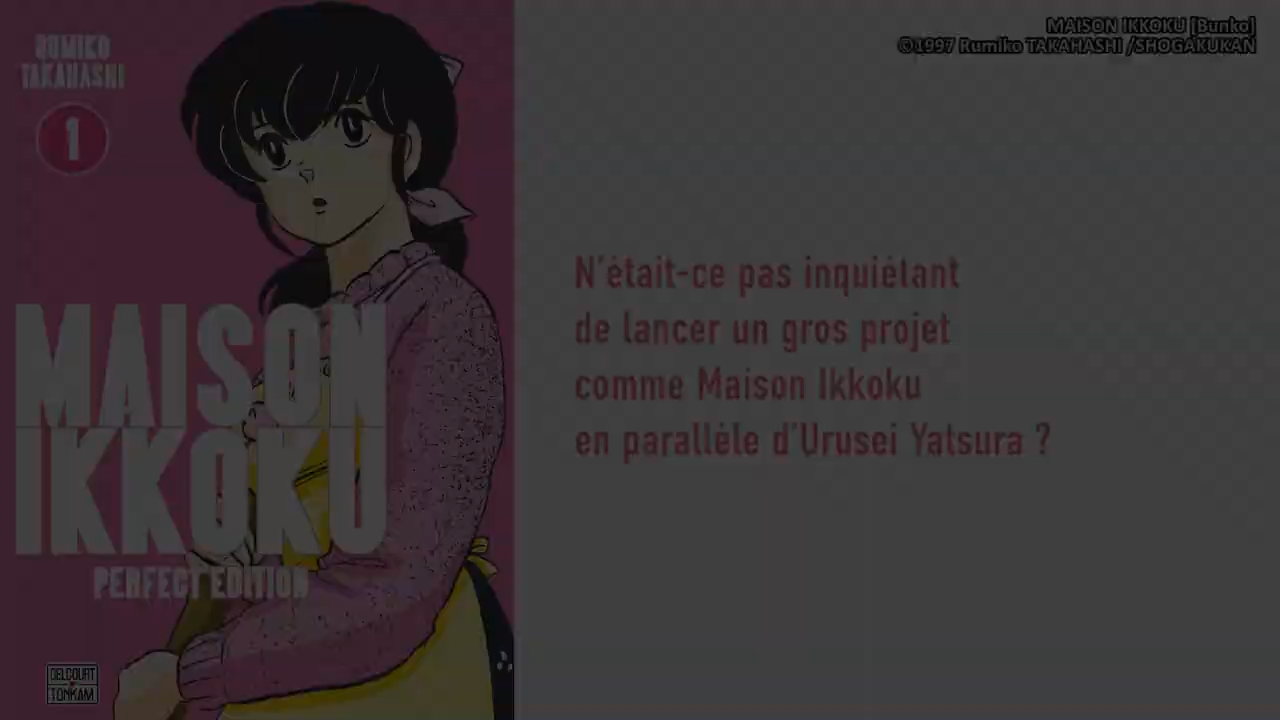 MAISON IKKOKU [Bunko]
©1997 Rumiko TAKAHASHI /SHOGAKUKAN
RUMIKO
TAKAHASHI
1
MAISON
IKKOKU
PERFECT EDITION
DELCOURT
TONKAM
N'était-ce pas inquiétant
de lancer un gros projet
comme Maison Ikkoku
en parallèle d'Urusei Yatsura ?